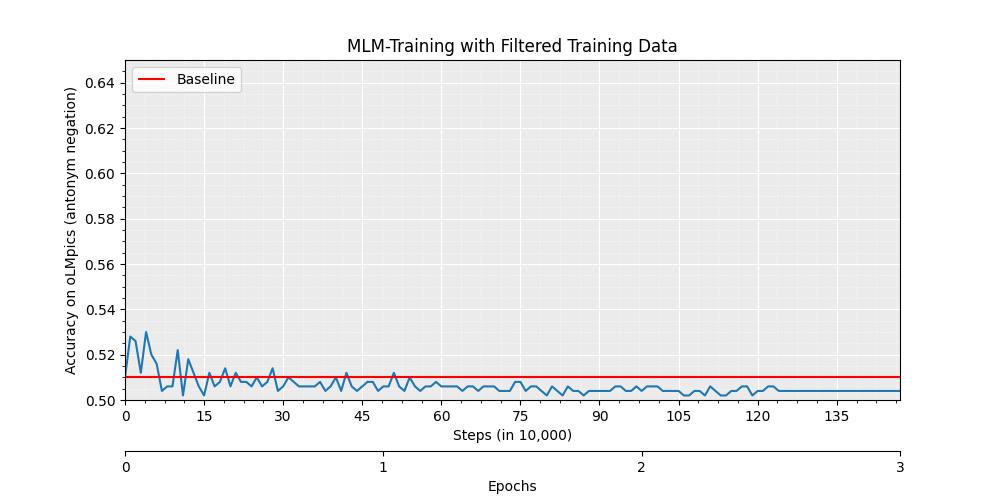 MLM-Training with Filtered Training Data
Baseline
Accuracy on oLMpics (antonym negation)
0.64
0.62
0.60
0.58
0.56
0.54
0.52
0.50
0 15 30 45 60 75 90 105 120 135
Steps (in 10,000)
0 1 2 3
Epochs